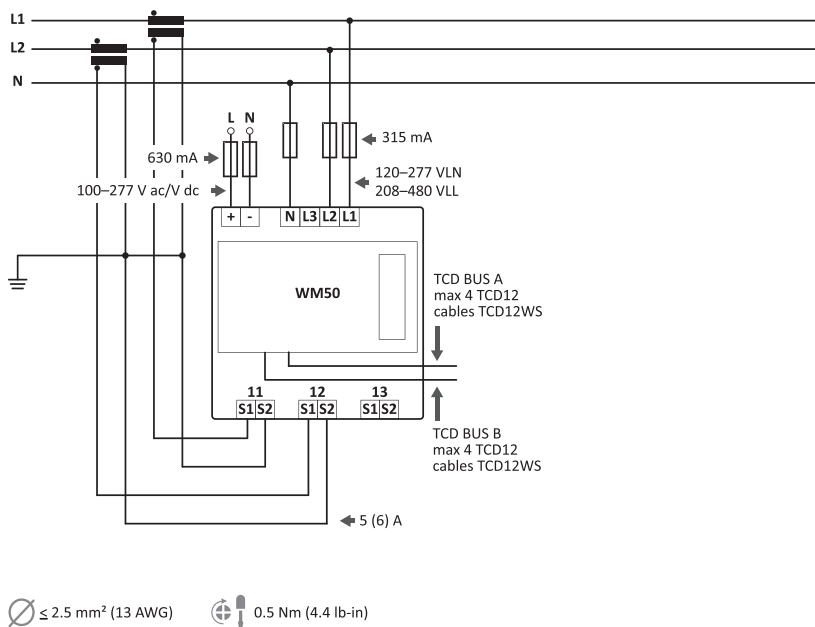 L1
L2
N
L N
630 mA
315 mA
100–277 V ac/V dc
120–277 VLN
208–480 VLL
+ - N L3 L2 L1
WM50
TCD BUS A
max 4 TCD12
cables TCD12WS
11 12 13
S1 S2 S1 S2 S1 S2
TCD BUS B
max 4 TCD12
cables TCD12WS
5 (6) A
≤ 2.5 mm² (13 AWG)
0.5 Nm (4.4 lb-in)